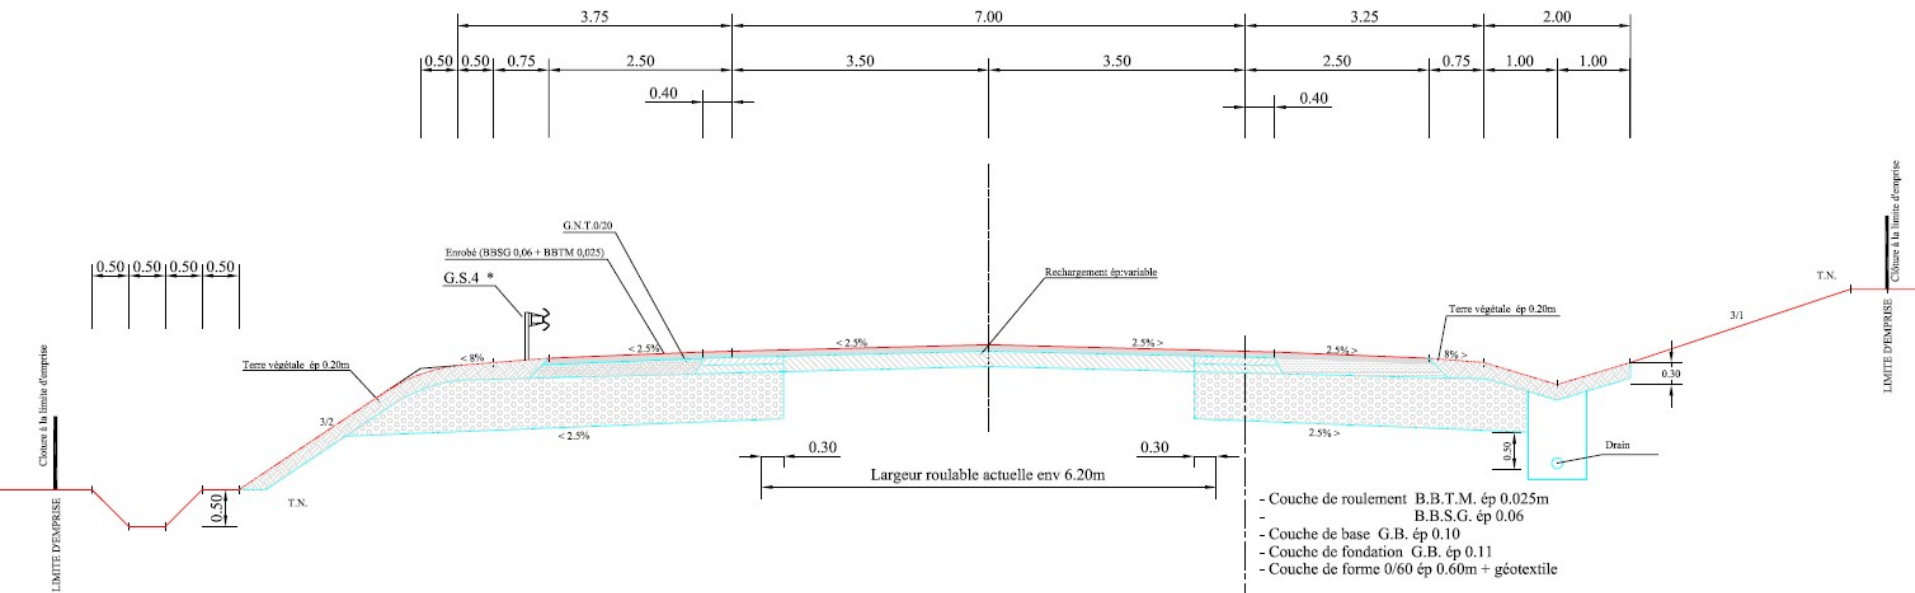 3.75 7.00 3.25 2.00
0.50 0.50 0.75 2.50 3.50 3.50 2.50 0.75 1.00 1.00
0.40 0.40
G.N.T.0/20
Enrobé (BBSG 0,06 + BBTM 0,025)
G.S.4 *
0.50 0.50 0.50 0.50
Rechargement ép:variable
T.N.
Clôture à la limite d'emprise
LIMITE D'EMPRISE
Terre végétale ép 0.20m
3/1
< 8% < 2.5% < 2.5% 2.5% > 2.5% > 8% >
Terre végétale ép 0.20m
0.30
Cloture à la limite d'emprise
LIMITE D'EMPRISE
3/2
< 2.5% 2.5% >
0.30 0.30
Largeur roulable actuelle env 6.20m
0.50
Drain
0.50
T.N.
- Couche de roulement B.B.T.M. ép 0.025m
- B.B.S.G. ép 0.06
- Couche de base G.B. ép 0.10
- Couche de fondation G.B. ép 0.11
- Couche de forme 0/60 ép 0.60m + géotextile